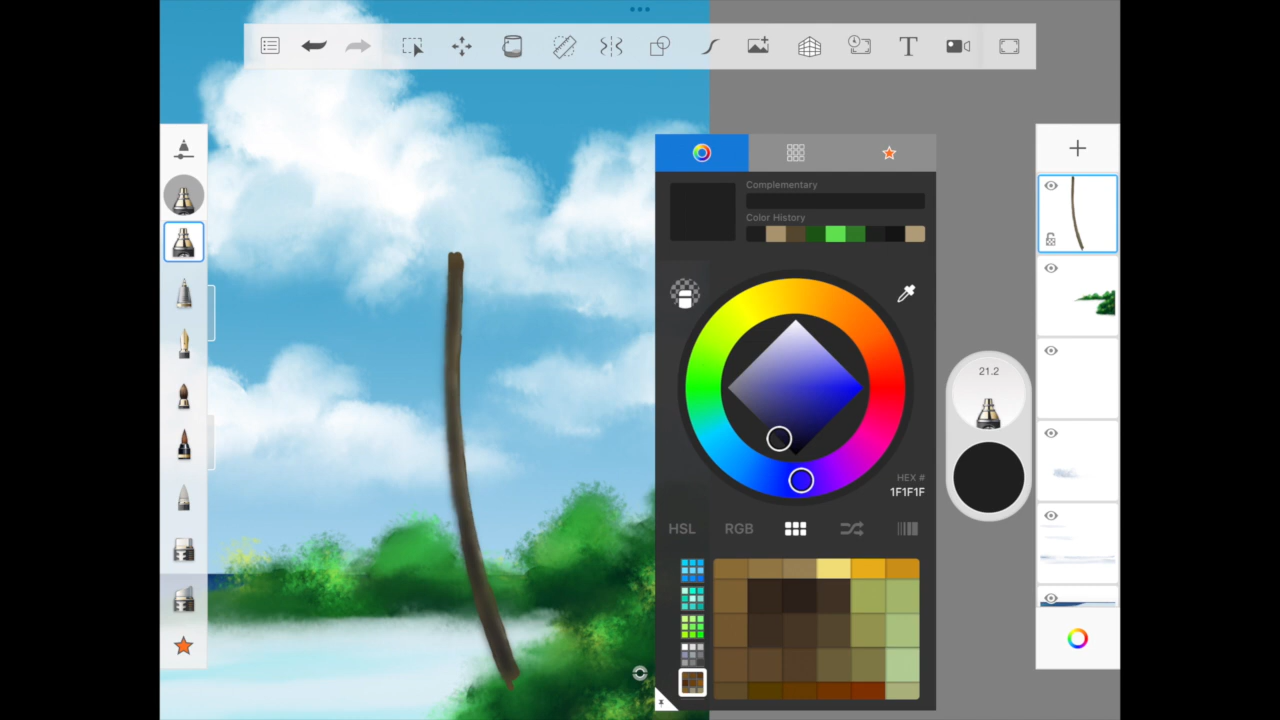 T
Complementary
Color History
21.2
HEX #
1F1F1F
HSL
RGB